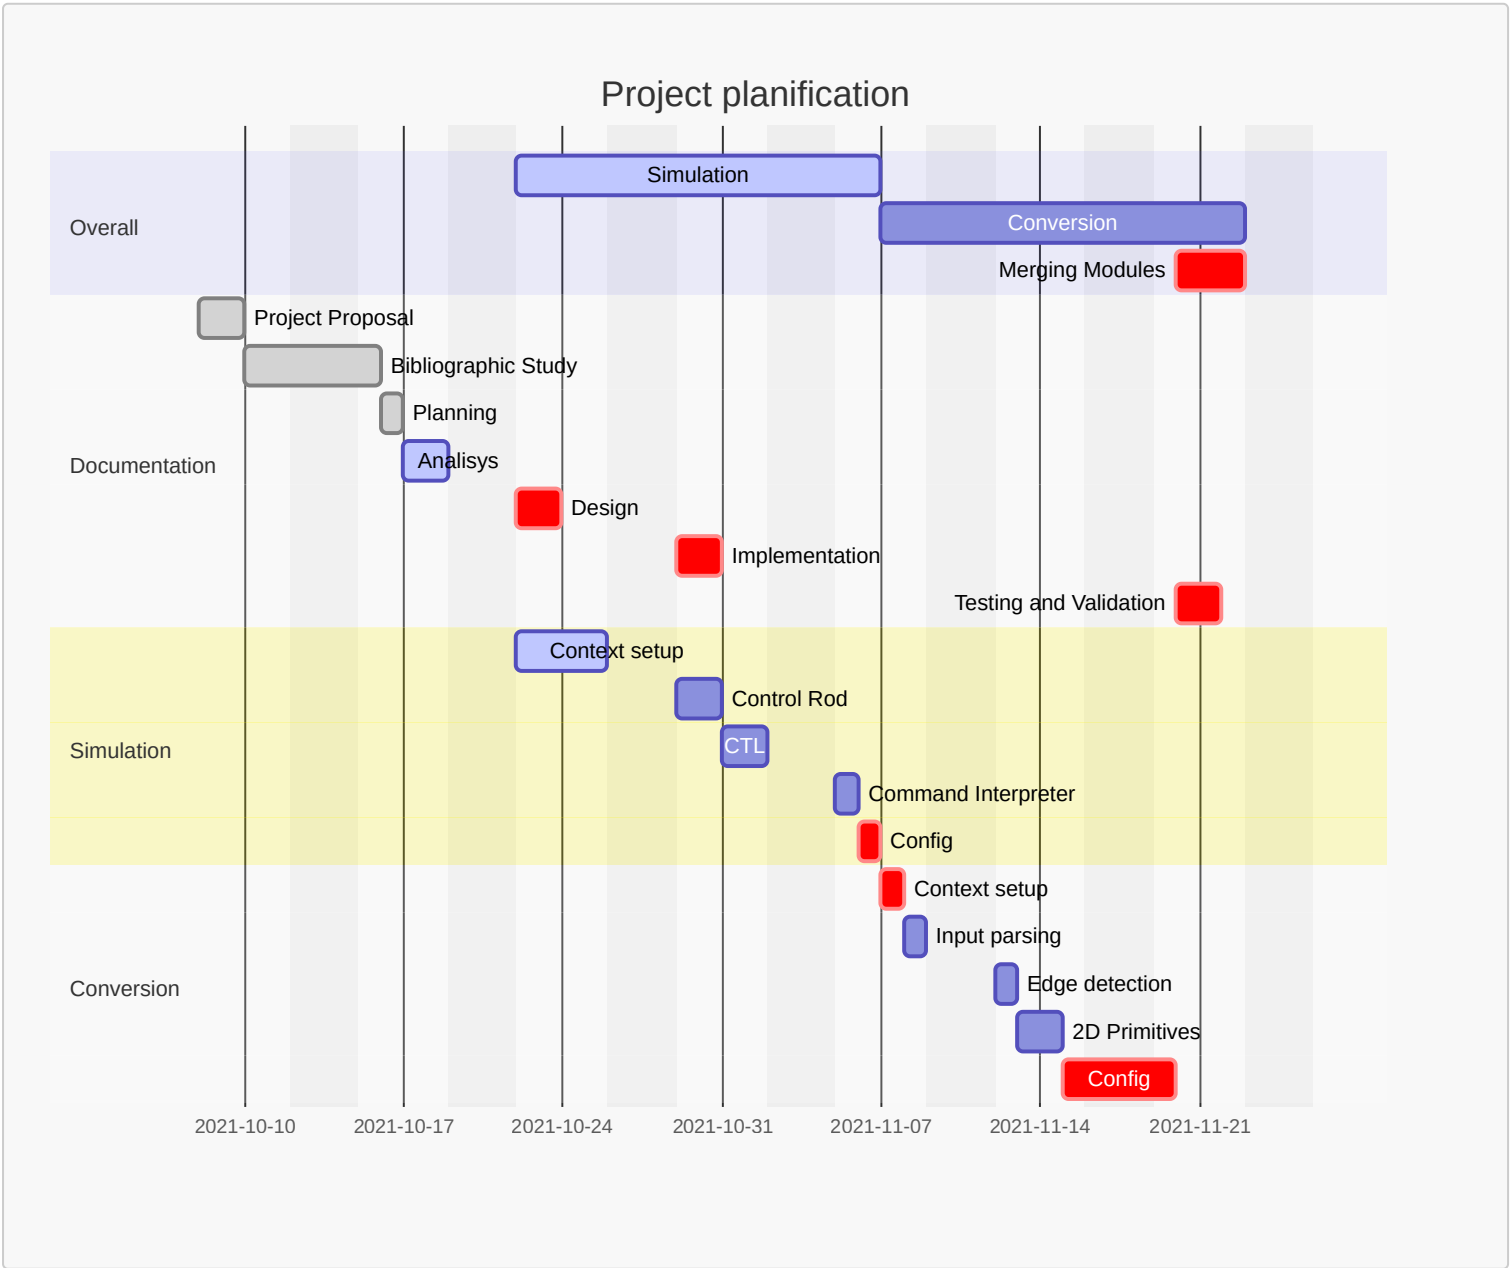 Project planification
Simulation
Conversion
Overall
Merging Modules
Project Proposal
Bibliographic Study
Planning
Analisys
Documentation
Design
Implementation
Testing and Validation
Context setup
Control Rod
CTL
Simulation
Command Interpreter
Config
Context setup
Input parsing
Edge detection
Conversion
2D Primitives
Config
2021-10-10 2021-10-17 2021-10-24 2021-10-31 2021-11-07 2021-11-14 2021-11-21